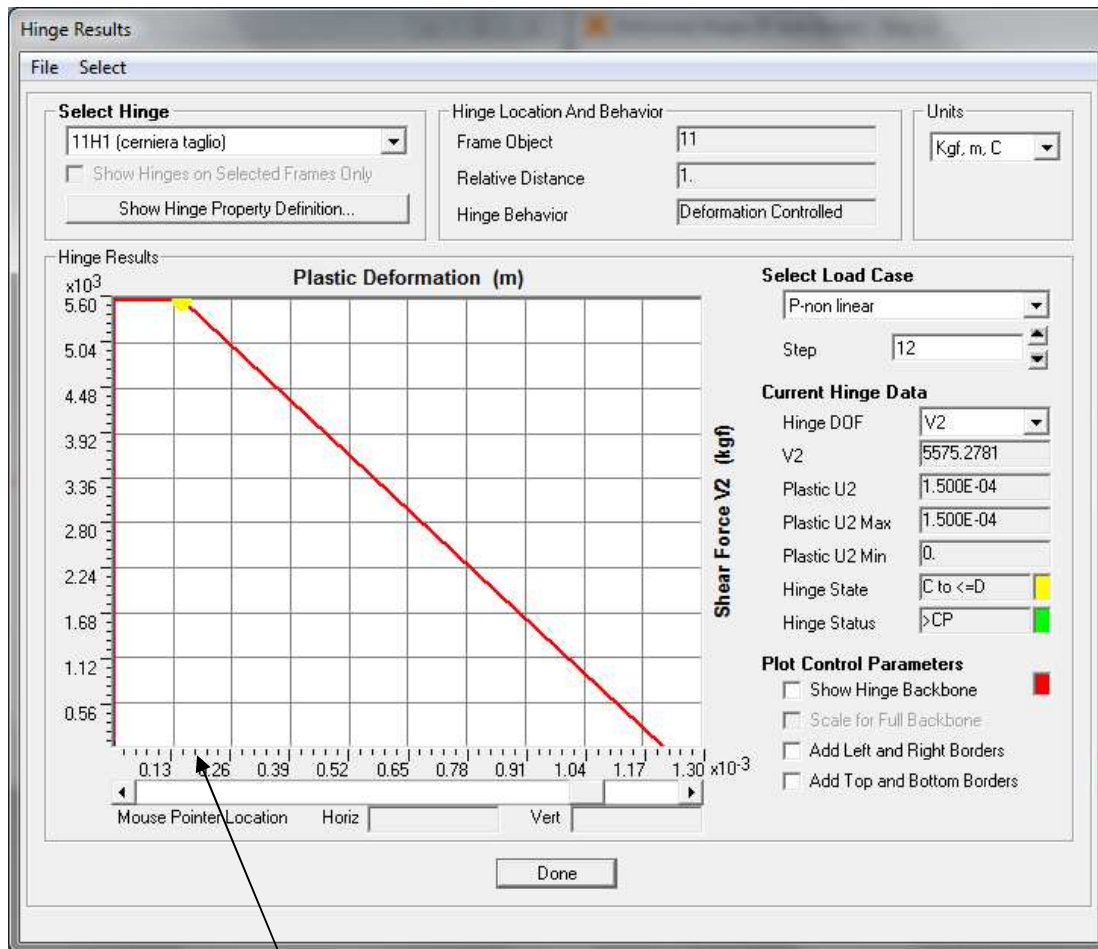 Hinge Results
File Select
Select Hinge
11H1 (cerniera taglio)
Show Hinges on Selected Frames Only
Show Hinge Property Definition...
Hinge Location And Behavior
Frame Object 11
Relative Distance 1.
Hinge Behavior Deformation Controlled
Units
Kgf, m, C
Hinge Results
Plastic Deformation (m)
x10^3
5.60
5.04
4.48
3.92
3.36
2.80
2.24
1.68
1.12
0.56
0.13 0.26 0.39 0.52 0.65 0.78 0.91 1.04 1.17 1.30 x10^-3
Shear Force V2 (kgf)
Mouse Pointer Location Horiz Vert
Select Load Case
P-non linear
Step 12
Current Hinge Data
Hinge DOF V2
V2 5575.2781
Plastic U2 1.500E-04
Plastic U2 Max 1.500E-04
Plastic U2 Min 0.
Hinge State C to <=D
Hinge Status >CP
Plot Control Parameters
Show Hinge Backbone
Scale for Full Backbone
Add Left and Right Borders
Add Top and Bottom Borders
Done